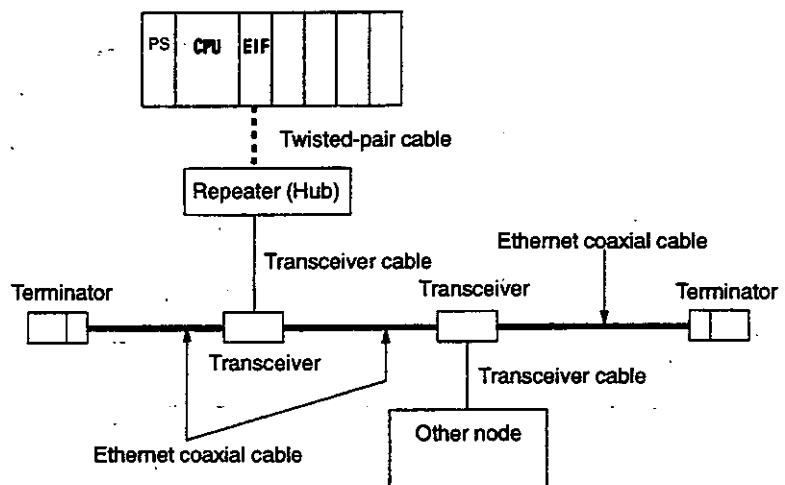 PS CPU EIF
Twisted-pair cable
Repeater (Hub)
Ethernet coaxial cable
Transceiver cable
Terminator
Transceiver
Terminator
Transceiver
Transceiver cable
Other node
Ethernet coaxial cable